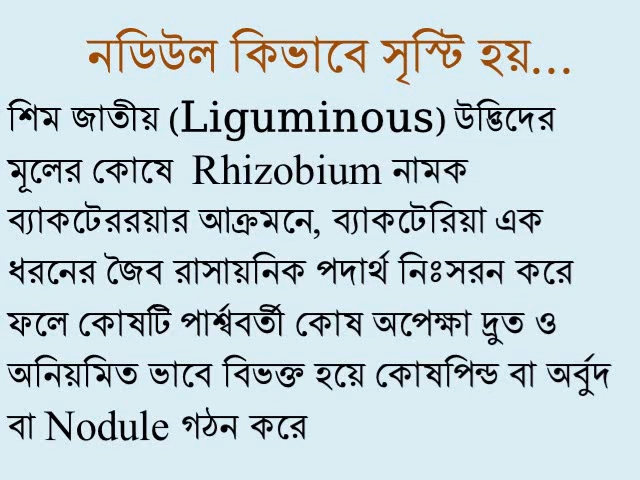 নডিউল কিভাবে সৃস্টি হয়...
শিম জাতীয় (Liguminous) উদ্ভিদের
মূলের কোষে Rhizobium নামক
ব্যাকটেররয়ার আক্রমনে, ব্যাকটেরিয়া এক
ধরনের জৈব রাসায়নিক পদার্থ নিঃসরন করে
ফলে কোষটি পার্শ্ববর্তী কোষ অপেক্ষা দ্রুত ও
অনিয়মিত ভাবে বিভক্ত হয়ে কোষপিন্ড বা অর্বুদ
বা Nodule গঠন করে